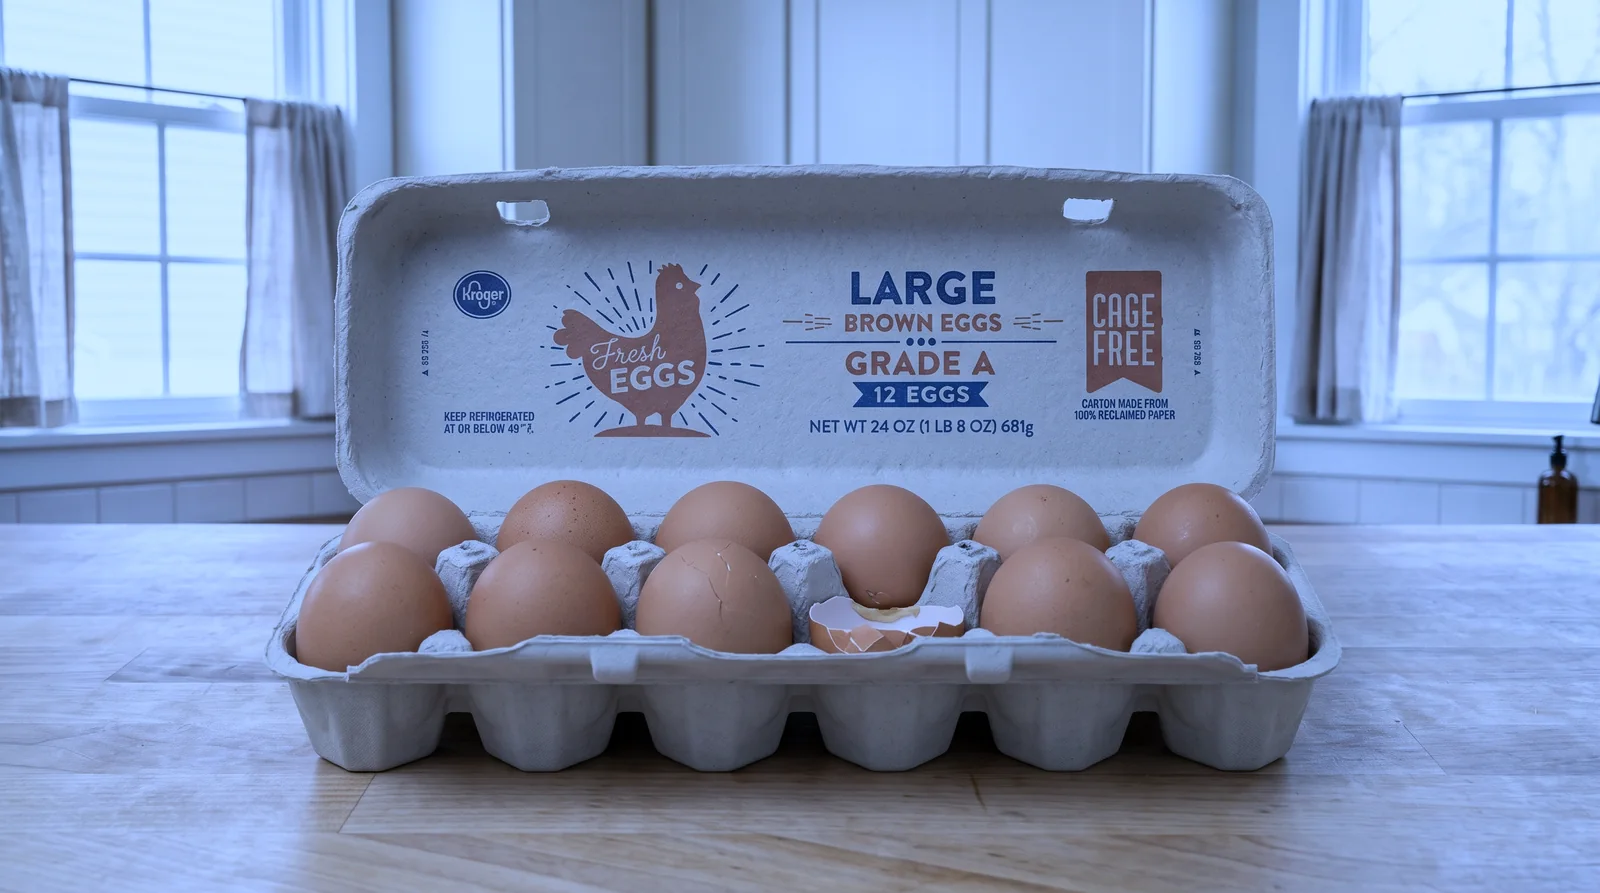 Kroger
Fresh
EGGS
LARGE
BROWN EGGS
GRADE A
12 EGGS
NET WT 24 OZ (1 LB 8 OZ) 681g
CAGE
FREE
CARTON MADE FROM
100% RECLAIMED PAPER
KEEP REFIRGERATED
AT OR BELOW